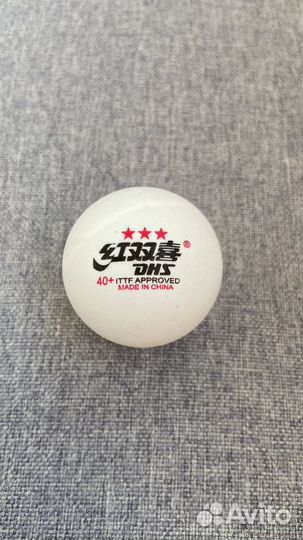 ★★★
红双喜®
DHS
40+ ITTF APPROVED
MADE IN CHINA
Avito